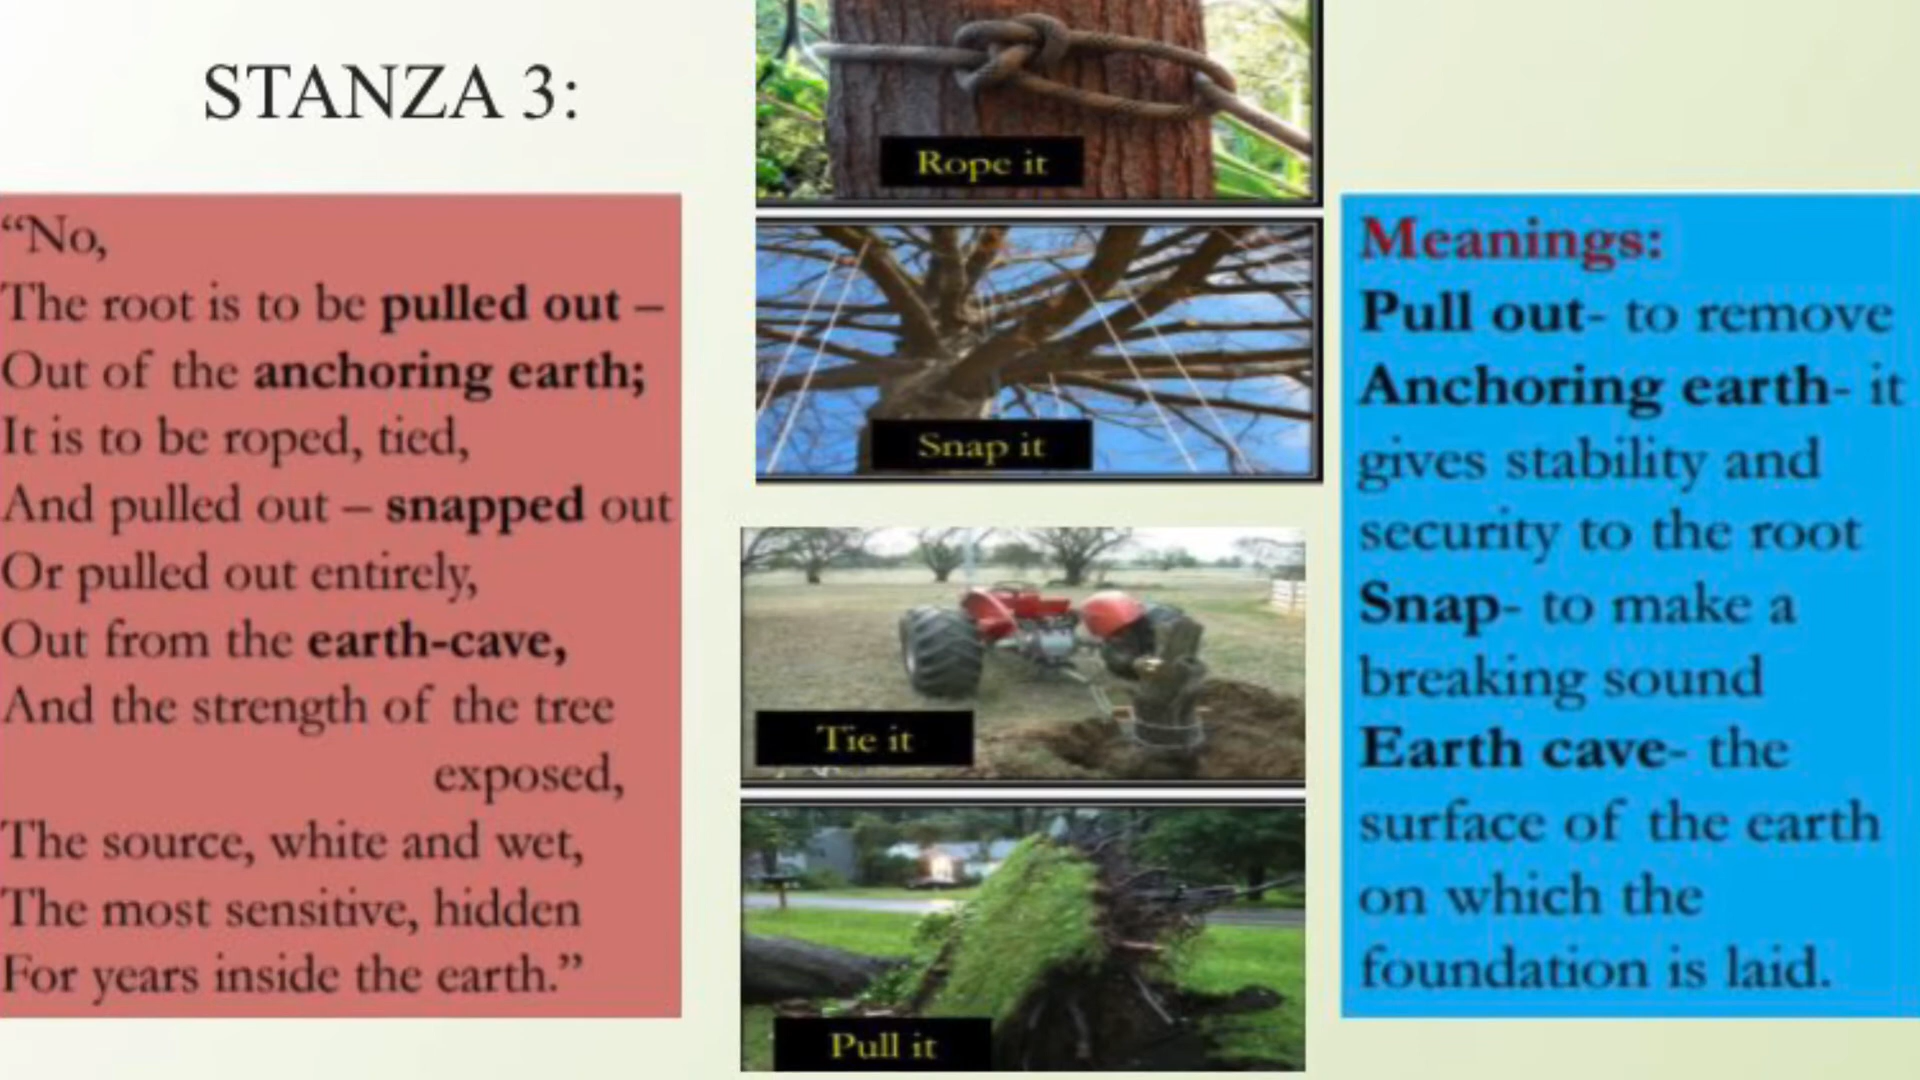 STANZA 3:
“No,
The root is to be pulled out –
Out of the anchoring earth;
It is to be roped, tied,
And pulled out – snapped out
Or pulled out entirely,
Out from the earth-cave,
And the strength of the tree
exposed,
The source, white and wet,
The most sensitive, hidden
For years inside the earth.”
Rope it
Snap it
Tie it
Pull it
Meanings:
Pull out- to remove
Anchoring earth- it
gives stability and
security to the root
Snap- to make a
breaking sound
Earth cave- the
surface of the earth
on which the
foundation is laid.